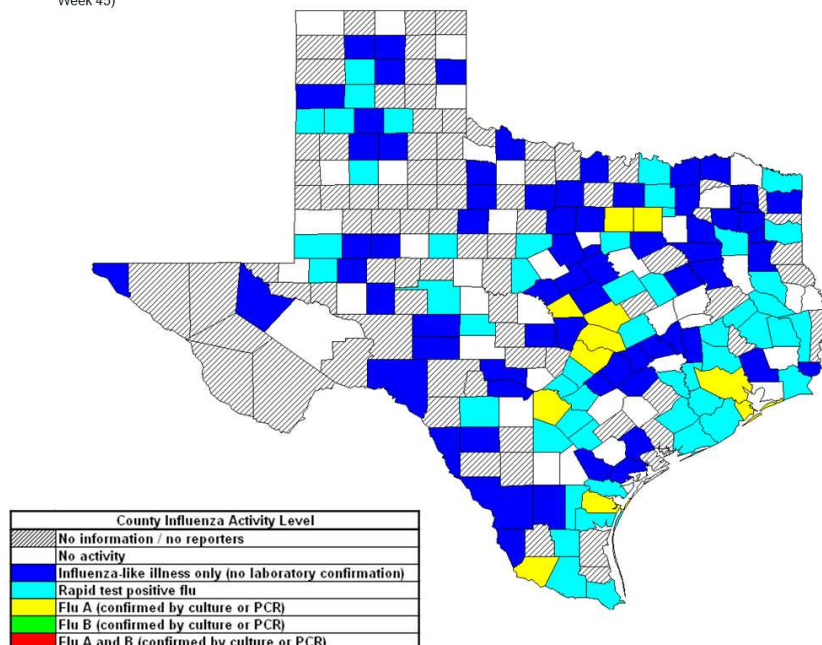 Week 45)
County Influenza Activity Level
No information / no reporters
No activity
Influenza-like illness only (no laboratory confirmation)
Rapid test positive flu
Flu A (confirmed by culture or PCR)
Flu B (confirmed by culture or PCR)
Flu A and B (confirmed by culture or PCR)